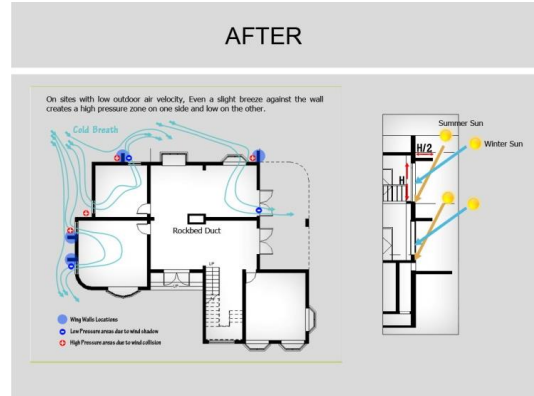 AFTER
On sites with low outdoor air velocity, Even a slight breeze against the wall
creates a high pressure zone on one side and low on the other.
Cold Breath
Rockbed Duct
UP
Wing Walls Locations
Low Pressure areas due to wind shadow
High Pressure areas due to wind collision
Summer Sun
Winter Sun
H/2
H